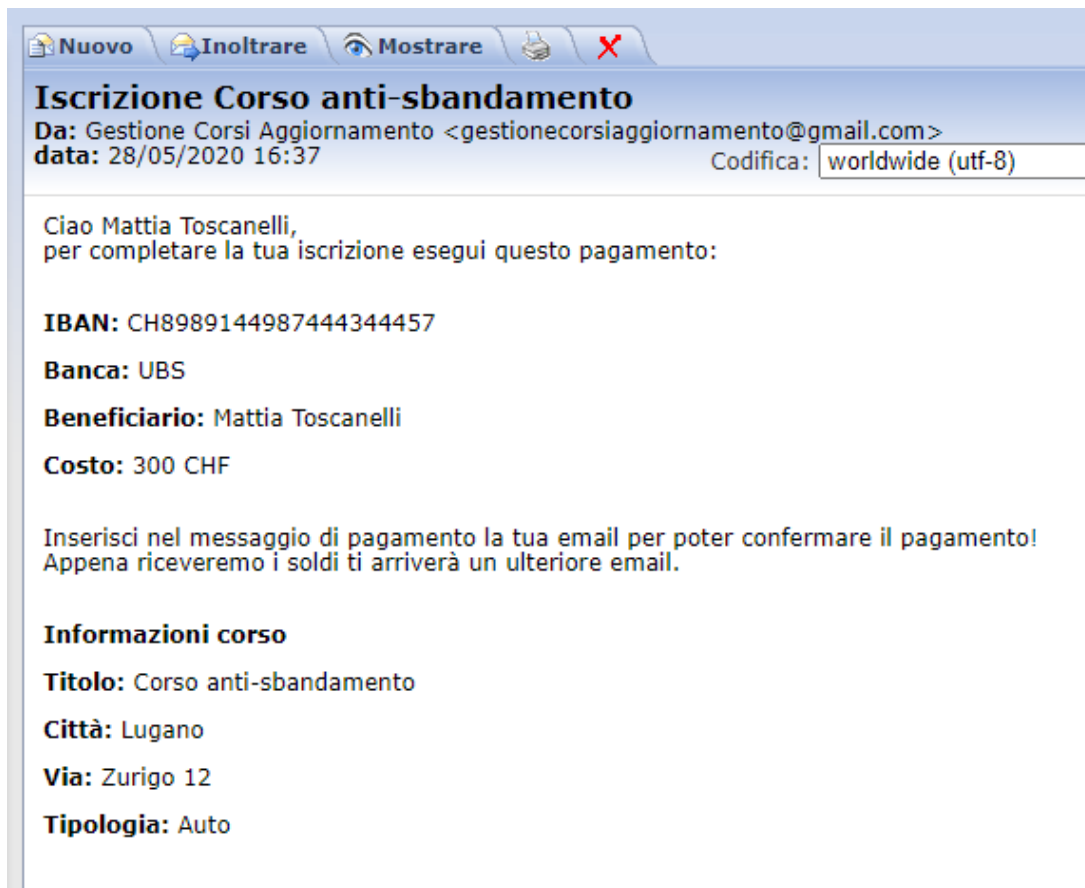 Nuovo Inoltrare Mostrare
Iscrizione Corso anti-sbandamento
Da: Gestione Corsi Aggiornamento <gestionecorsiaggiornamento@gmail.com>
data: 28/05/2020 16:37
Codifica: worldwide (utf-8)
Ciao Mattia Toscanelli,
per completare la tua iscrizione esegui questo pagamento:
IBAN: CH8989144987444344457
Banca: UBS
Beneficiario: Mattia Toscanelli
Costo: 300 CHF
Inserisci nel messaggio di pagamento la tua email per poter confermare il pagamento!
Appena riceveremo i soldi ti arriverà un ulteriore email.
Informazioni corso
Titolo: Corso anti-sbandamento
Città: Lugano
Via: Zurigo 12
Tipologia: Auto